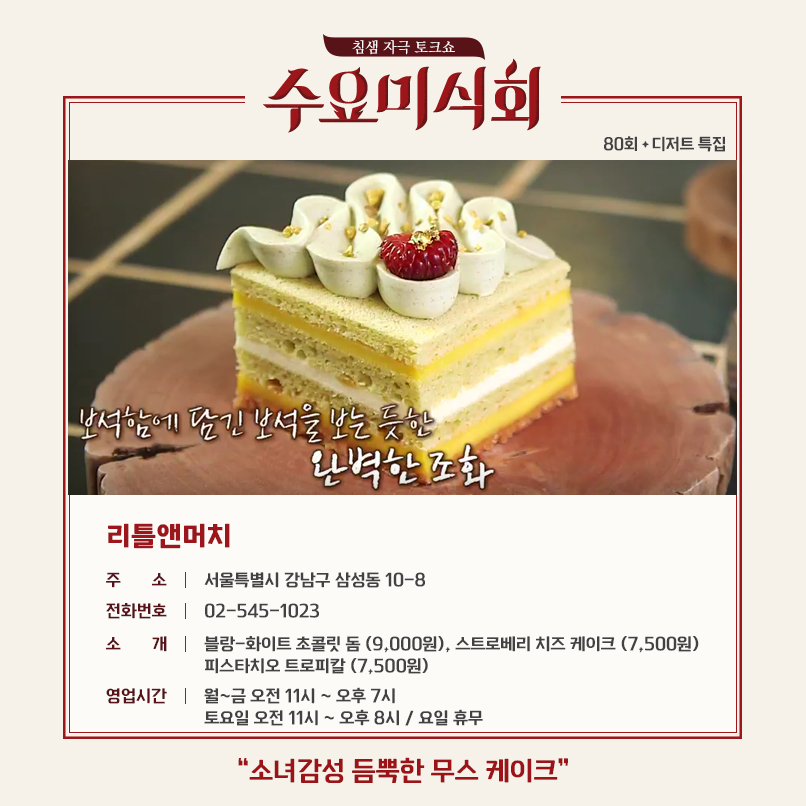 침샘 자극 토크쇼
수요미식회
80회 + 디저트 특집
보석함에 담긴 보석을 보는 듯한
완벽한 조화
리틀앤머치
주 소 | 서울특별시 강남구 삼성동 10-8
전화번호 | 02-545-1023
소 개 | 블랑-화이트 초콜릿 돔 (9,000원), 스트로베리 치즈 케이크 (7,500원)
피스타치오 트로피칼 (7,500원)
영업시간 | 월~금 오전 11시 ~ 오후 7시
토요일 오전 11시 ~ 오후 8시 / 요일 휴무
“소녀감성 듬뿍한 무스 케이크”